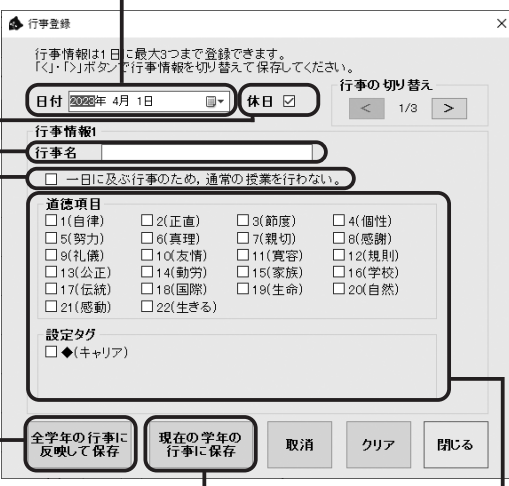 行事登録
行事情報は1日に最大3つまで登録できます。
「<」・「>」ボタンで行事情報を切り替えて保存してください。
日付 2023年 4月 1日
休日
行事の切り替え
< 1/3 >
行事情報1
行事名
一日に及ぶ行事のため,通常の授業を行わない。
道徳項目
1(自律) 2(正直) 3(節度) 4(個性)
5(努力) 6(真理) 7(親切) 8(感謝)
9(礼儀) 10(友情) 11(寛容) 12(規則)
13(公正) 14(勤労) 15(家族) 16(学校)
17(伝統) 18(国際) 19(生命) 20(自然)
21(感動) 22(生きる)
設定タグ
◆(キャリア)
全学年の行事に
反映して保存
現在の学年の
行事に保存
取消
クリア
閉じる